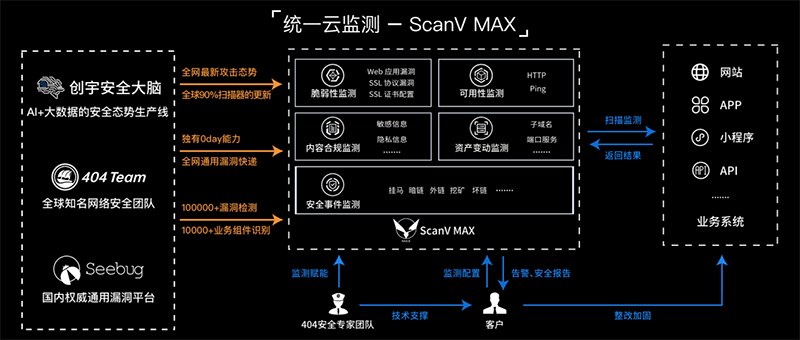 统一云监测 – ScanV MAX
创宇安全大脑
AI+大数据的安全态势生产线
404 Team
全球知名网络安全团队
Seebug
国内权威通用漏洞平台
全网最新攻击态势
全球90%扫描器的更新
独有0day能力
全网通用漏洞快递
100000+漏洞检测
10000+业务组件识别
脆弱性监测
Web 应用漏洞
SSL 协议漏洞
SSL 证书配置
可用性监测
HTTP
Ping
内容合规监测
敏感信息
隐私信息
.......
资产变动监测
子域名
端口服务
.......
安全事件监测
挂马 暗链 外链 挖矿 坏链 .......
MAX
ScanV MAX
扫描监测
返回结果
网站
APP
小程序
API
API
......
业务系统
监测赋能
监测配置
告警、安全报告
404安全专家团队
技术支撑
客户
整改加固